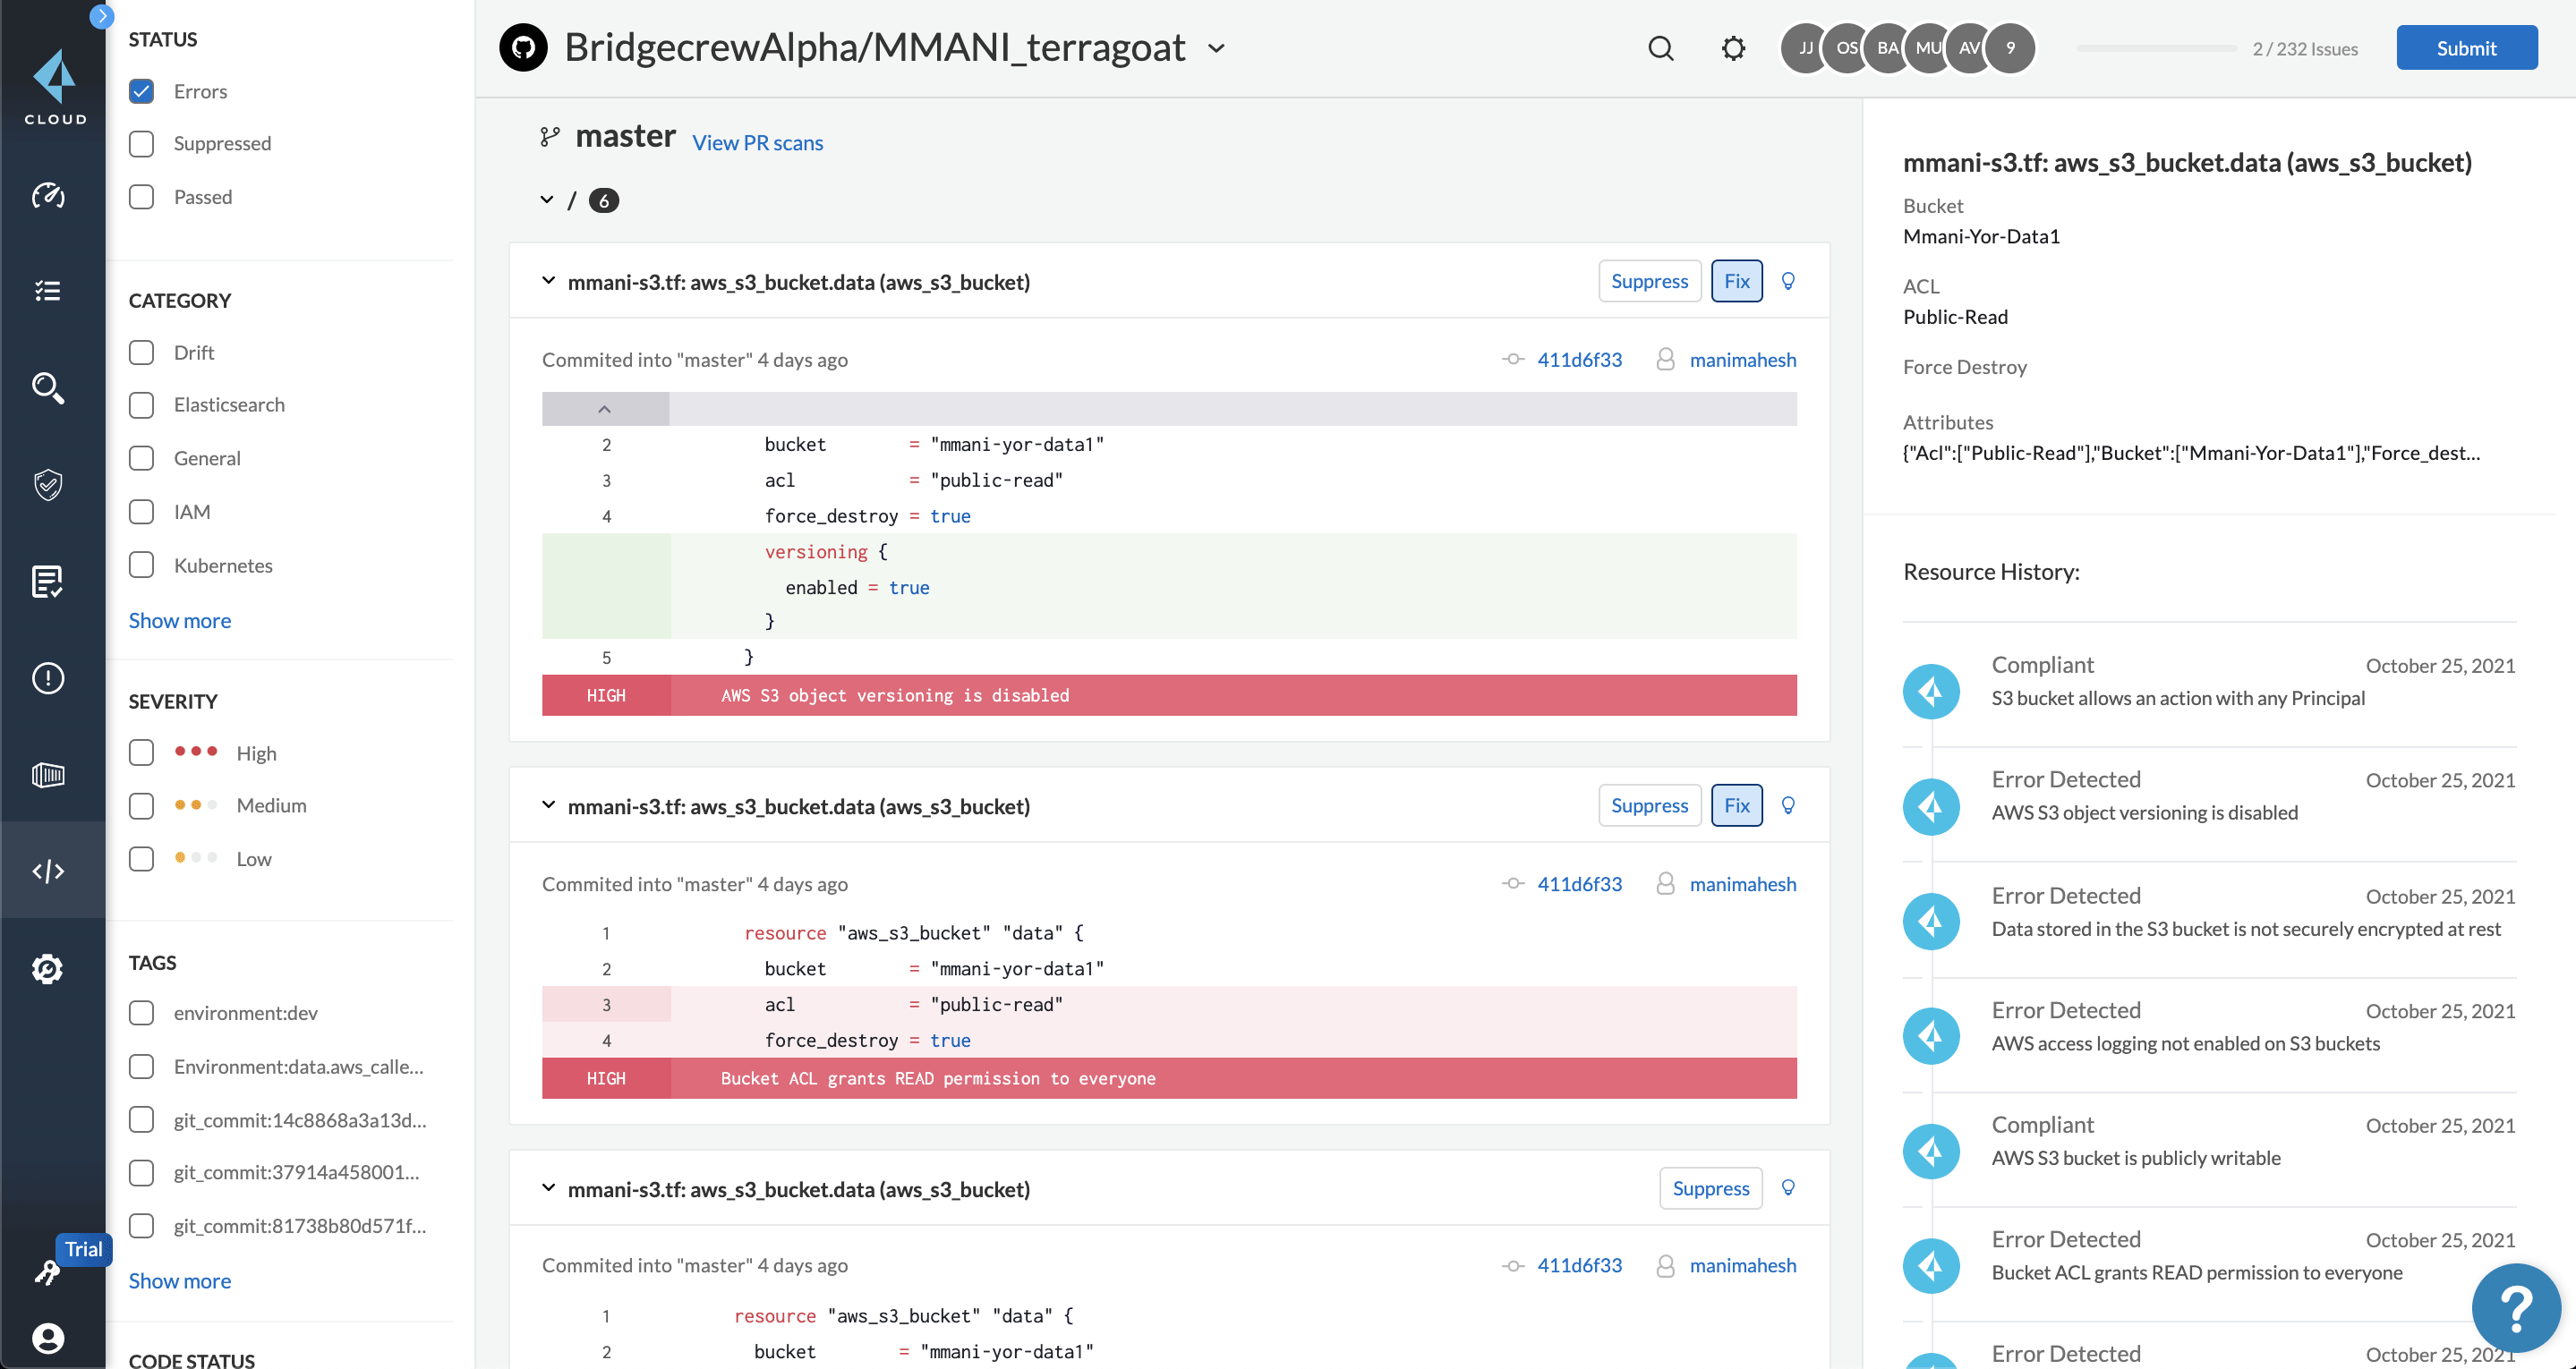 CLOUD
Trial
STATUS
Errors
Suppressed
Passed
CATEGORY
Drift
Elasticsearch
General
IAM
Kubernetes
Show more
SEVERITY
High
Medium
Low
TAGS
environment:dev
Environment:data.aws_calle...
git_commit:14c8868a3a13d...
git_commit:37914a458001...
git_commit:81738b80d571f...
Show more
CODE STATUS
BridgecrewAlpha/MMANI_terragoat
JJ OS BA MU AV 9
2 / 232 Issues
Submit
master View PR scans
/ 6
mmani-s3.tf: aws_s3_bucket.data (aws_s3_bucket) Suppress Fix
Commited into "master" 4 days ago 411d6f33 manimahesh
2 bucket = "mmani-yor-data1"
3 acl = "public-read"
4 force_destroy = true
versioning {
enabled = true
}
5 }
HIGH AWS S3 object versioning is disabled
mmani-s3.tf: aws_s3_bucket.data (aws_s3_bucket) Suppress Fix
Commited into "master" 4 days ago 411d6f33 manimahesh
1 resource "aws_s3_bucket" "data" {
2 bucket = "mmani-yor-data1"
3 acl = "public-read"
4 force_destroy = true
HIGH Bucket ACL grants READ permission to everyone
mmani-s3.tf: aws_s3_bucket.data (aws_s3_bucket) Suppress
Commited into "master" 4 days ago 411d6f33 manimahesh
1 resource "aws_s3_bucket" "data" {
2 bucket = "mmani-yor-data1"
mmani-s3.tf: aws_s3_bucket.data (aws_s3_bucket)
Bucket
Mmani-Yor-Data1
ACL
Public-Read
Force Destroy
Attributes
{"Acl":["Public-Read"],"Bucket":["Mmani-Yor-Data1"],"Force_dest...
Resource History:
Compliant October 25, 2021
S3 bucket allows an action with any Principal
Error Detected October 25, 2021
AWS S3 object versioning is disabled
Error Detected October 25, 2021
Data stored in the S3 bucket is not securely encrypted at rest
Error Detected October 25, 2021
AWS access logging not enabled on S3 buckets
Compliant October 25, 2021
AWS S3 bucket is publicly writable
Error Detected October 25, 2021
Bucket ACL grants READ permission to everyone
Error Detected October 25, 2021
?